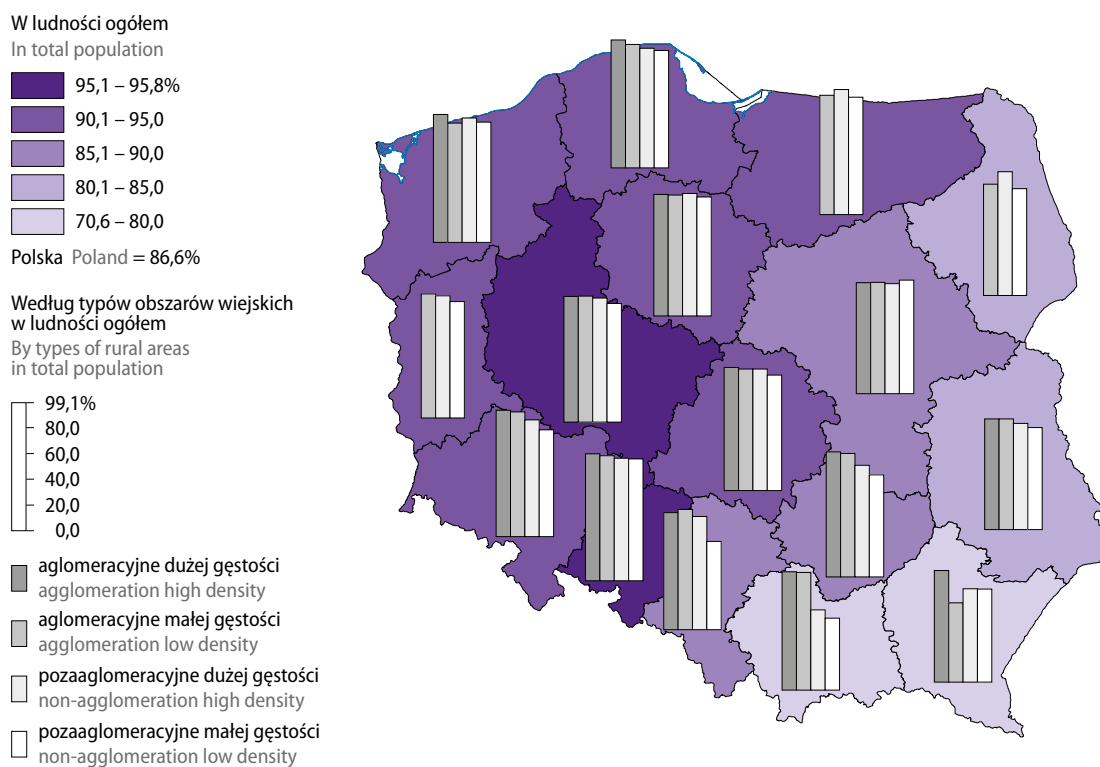 W ludności ogółem
In total population
95,1 – 95,8%
90,1 – 95,0
85,1 – 90,0
80,1 – 85,0
70,6 – 80,0
Polska Poland = 86,6%
Według typów obszarów wiejskich
w ludności ogółem
By types of rural areas
in total population
99,1%
80,0
60,0
40,0
20,0
0,0
aglomeracyjne dużej gęstości
agglomeration high density
aglomeracyjne małej gęstości
agglomeration low density
pozaaglomeracyjne dużej gęstości
non-agglomeration high density
pozaaglomeracyjne małej gęstości
non-agglomeration low density